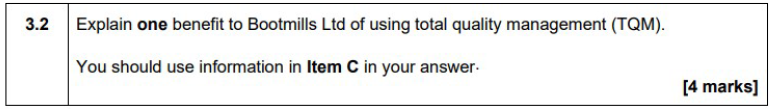 3.2 Explain one benefit to Bootmills Ltd of using total quality management (TQM).
You should use information in Item C in your answer.
[4 marks]